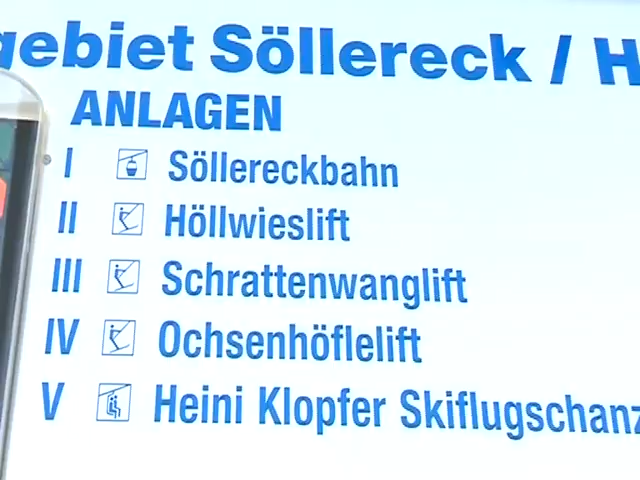 gebiet Söllereck / H
ANLAGEN
I Söllereckbahn
II Höllwieslift
III Schrattenwanglift
IV Ochsenhöflelift
V Heini Klopfer Skiflugschanz